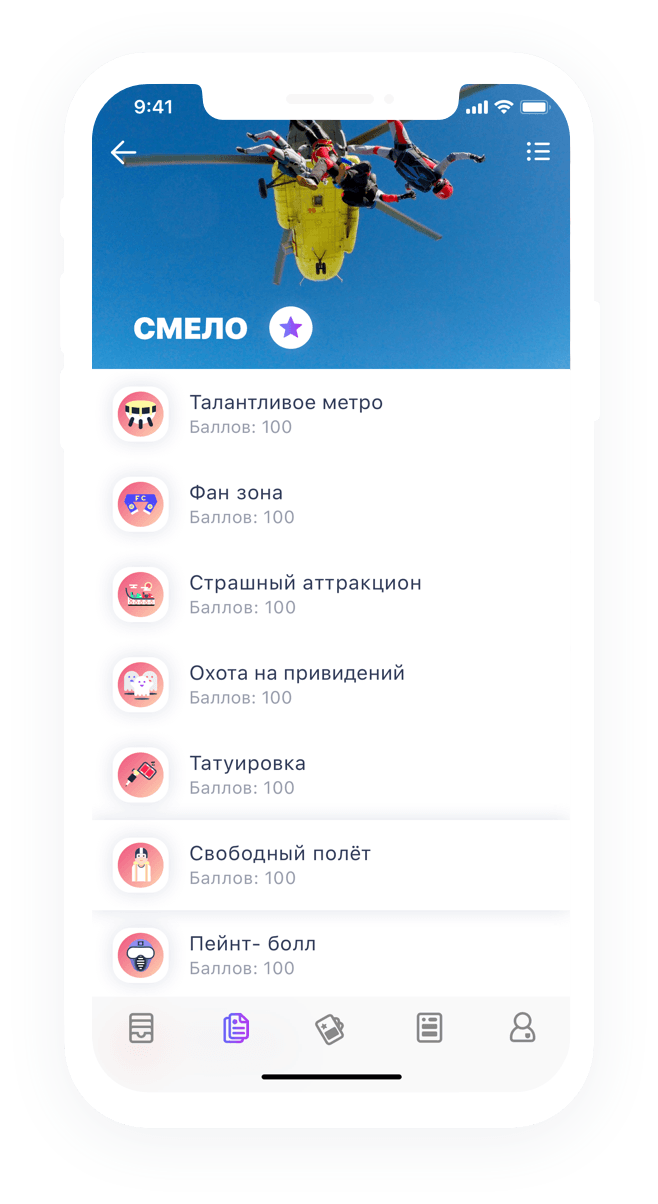 9:41
СМЕЛО
Талантливое метро
Баллов: 100
FC
Фан зона
Баллов: 100
Страшный аттракцион
Баллов: 100
Охота на привидений
Баллов: 100
Татуировка
Баллов: 100
Свободный полёт
Баллов: 100
Пейнт- болл
Баллов: 100